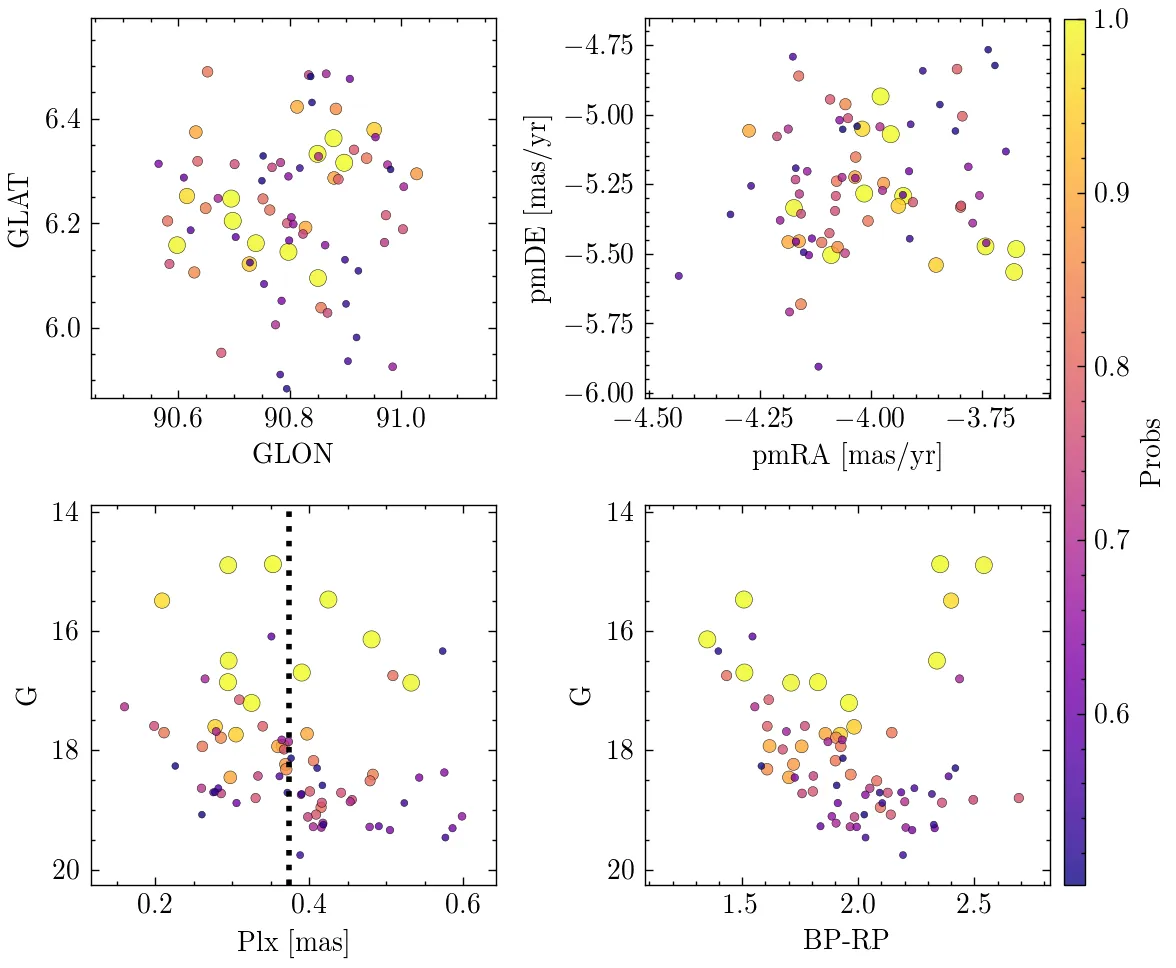 GLAT
6.4
6.2
6.0
90.6 90.8 91.0
GLON
pmDE [mas/yr]
−4.75
−5.00
−5.25
−5.50
−5.75
−6.00
−4.50 −4.25 −4.00 −3.75
pmRA [mas/yr]
G
14
16
18
20
0.2 0.4 0.6
Plx [mas]
G
14
16
18
20
1.5 2.0 2.5
BP-RP
1.0
0.9
0.8
0.7
0.6
Probs